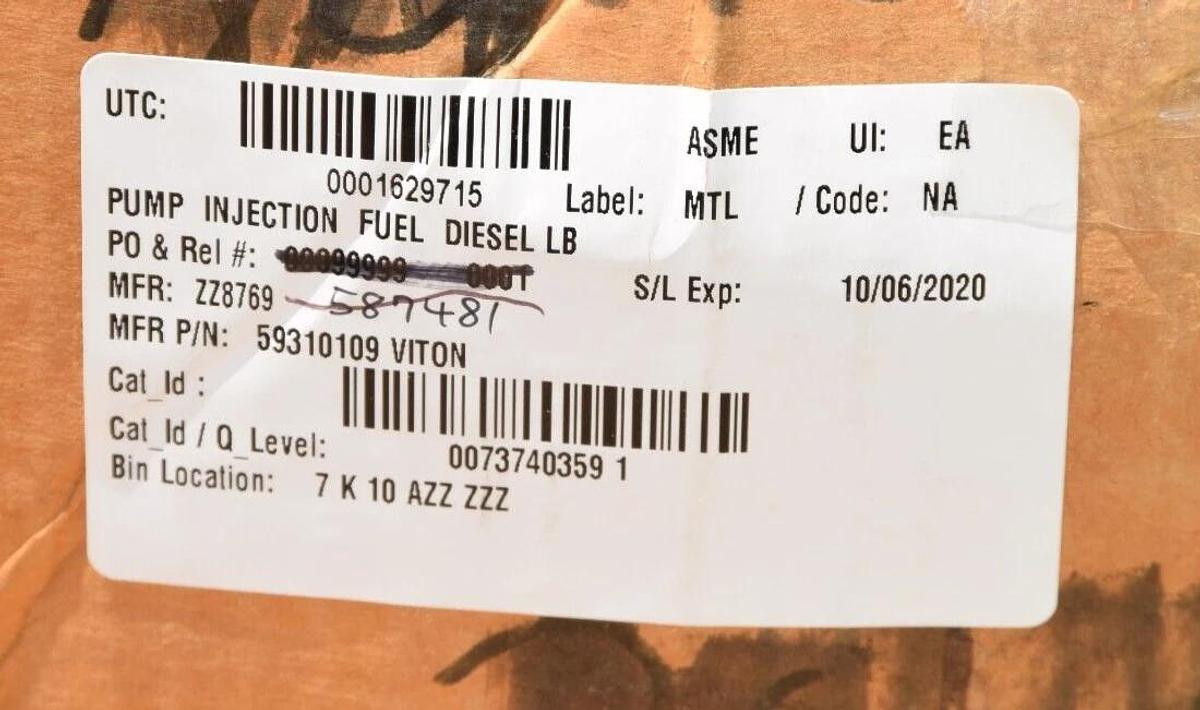 UTC:
0001629715
ASME UI: EA
Label: MTL / Code: NA
PUMP INJECTION FUEL DIESEL LB
PO & Rel #: 00099999 0001
S/L Exp: 10/06/2020
MFR: ZZ8769 587481
MFR P/N: 59310109 VITON
Cat_Id :
Cat_Id / Q_Level: 0073740359 1
Bin Location: 7 K 10 AZZ ZZZ